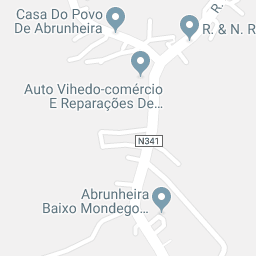 Casa Do Povo
De Abrunheira
R. & N. R
R.
Auto Vihedo-comércio
E Reparações De…
N341
Abrunheira
Baixo Mondego…